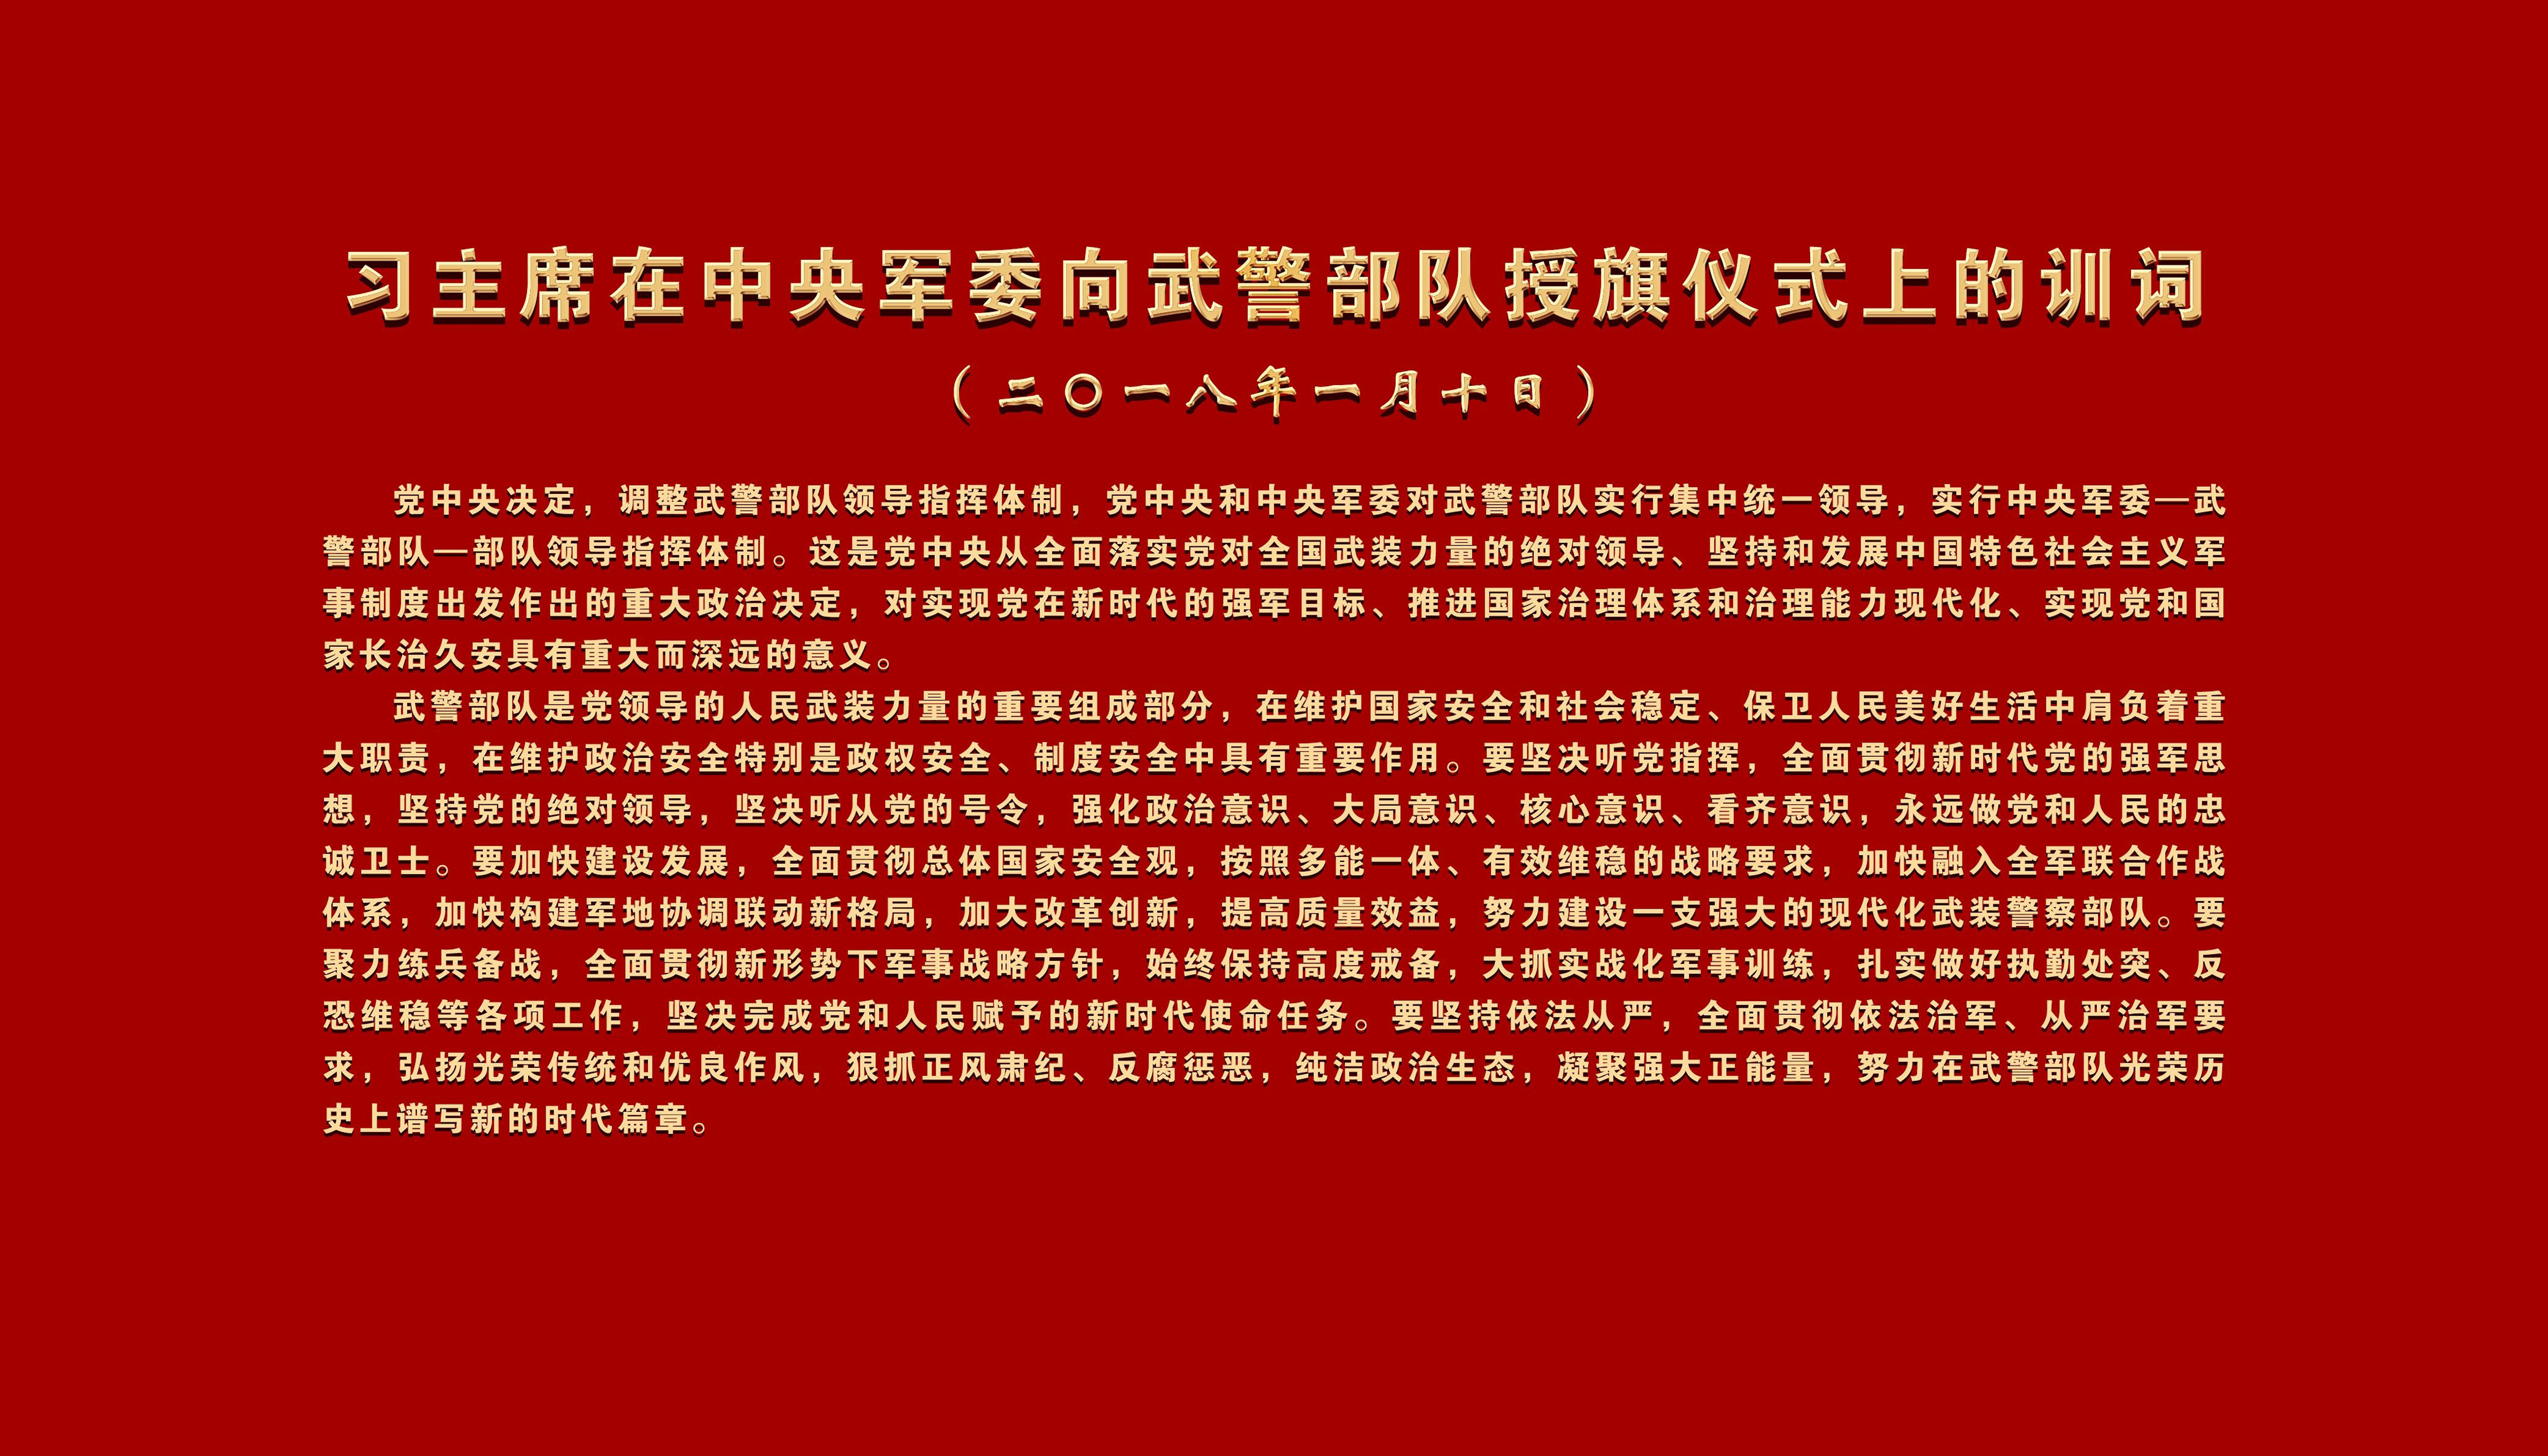 习主席在中央军委向武警部队授旗仪式上的训词
（二〇一八年一月十日）
党中央决定，调整武警部队领导指挥体制，党中央和中央军委对武警部队实行集中统一领导，实行中央军委—武
警部队—部队领导指挥体制。这是党中央从全面落实党对全国武装力量的绝对领导、坚持和发展中国特色社会主义军
事制度出发作出的重大政治决定，对实现党在新时代的强军目标、推进国家治理体系和治理能力现代化、实现党和国
家长治久安具有重大而深远的意义。
武警部队是党领导的人民武装力量的重要组成部分，在维护国家安全和社会稳定、保卫人民美好生活中肩负着重
大职责，在维护政治安全特别是政权安全、制度安全中具有重要作用。要坚决听党指挥，全面贯彻新时代党的强军思
想，坚持党的绝对领导，坚决听从党的号令，强化政治意识、大局意识、核心意识、看齐意识，永远做党和人民的忠
诚卫士。要加快建设发展，全面贯彻总体国家安全观，按照多能一体、有效维稳的战略要求，加快融入全军联合作战
体系，加快构建军地协调联动新格局，加大改革创新，提高质量效益，努力建设一支强大的现代化武装警察部队。要
聚力练兵备战，全面贯彻新形势下军事战略方针，始终保持高度戒备，大抓实战化军事训练，扎实做好执勤处突、反
恐维稳等各项工作，坚决完成党和人民赋予的新时代使命任务。要坚持依法从严，全面贯彻依法治军、从严治军要
求，弘扬光荣传统和优良作风，狠抓正风肃纪、反腐惩恶，纯洁政治生态，凝聚强大正能量，努力在武警部队光荣历
史上谱写新的时代篇章。